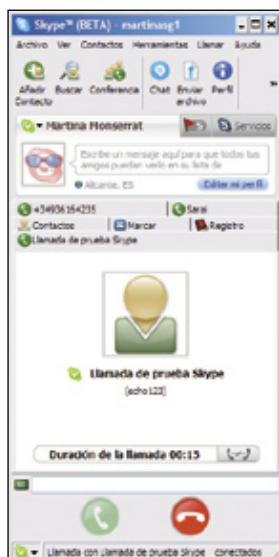 Skype™ (BETA) - martinasg1
Archivo Ver Contactos Herramientas Llamar Ayuda
Añadir Contacto Buscar Conferencia Chat Enviar archivo Perfil
Martina Monserrat Servicios
Escribe un mensaje aquí para que todos tus
amigos puedan verlo en su lista de
Alicante, ES Editar mi perfil
+34936154235 Sarai
Contactos Marcar Registro
Llamada de prueba Skype
Llamada de prueba Skype
(echo123)
Duración de la llamada 00:15
Llamada con Llamada de prueba Skype conectado